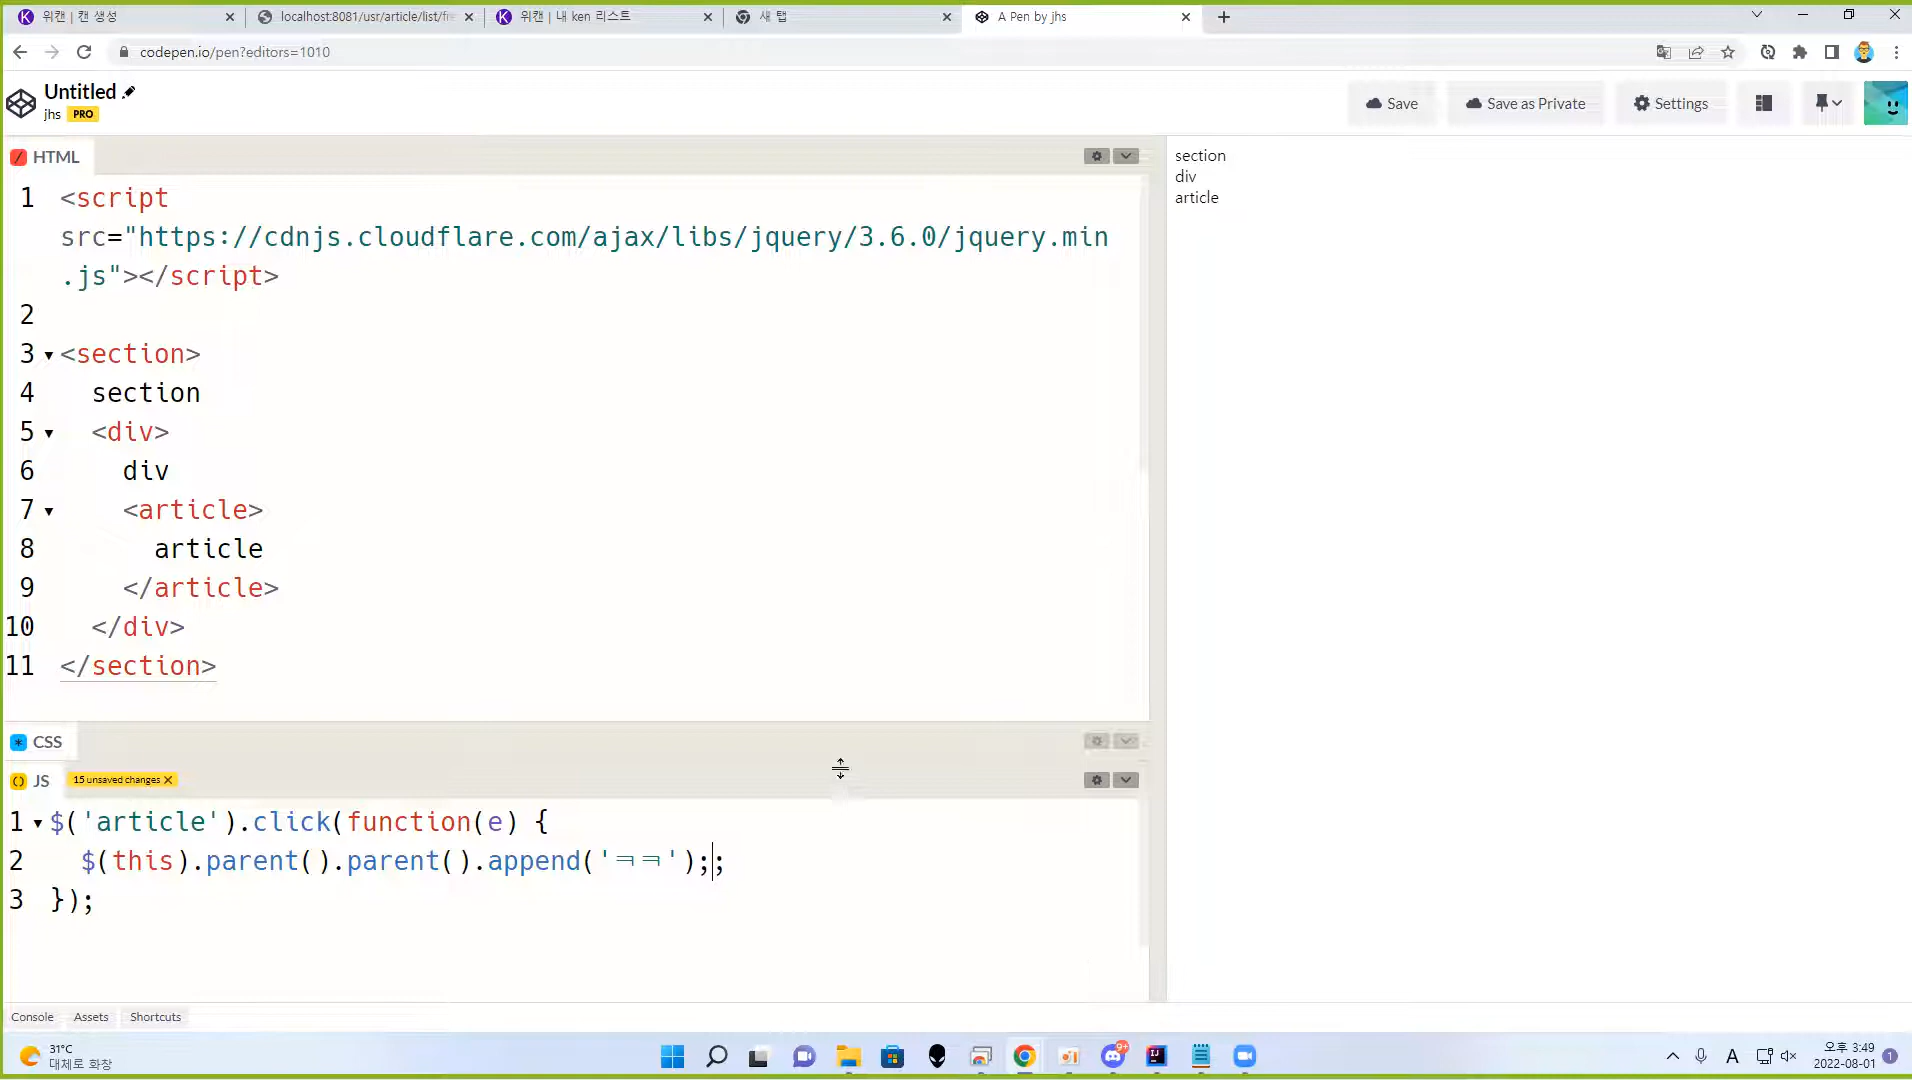 위캔 | 캔 생성
localhost:8081/usr/article/list/fre
위캔 | 내 ken 리스트
새 탭
A Pen by jhs
codepen.io/pen?editors=1010
Untitled
jhs PRO
Save
Save as Private
Settings
HTML
1 <script
src="https://cdnjs.cloudflare.com/ajax/libs/jquery/3.6.0/jquery.min
.js"></script>
2
3 <section>
4 section
5 <div>
6 div
7 <article>
8 article
9 </article>
10 </div>
11 </section>
section
div
article
CSS
JS
15 unsaved changes
1 $('article').click(function(e) {
2 $(this).parent().parent().append('ㅋㅋ');;
3 });
Console
Assets
Shortcuts
31°C
대체로 화창
9+
IJ
A
오후 3:49
2022-08-01
1